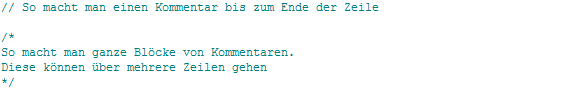 // So macht man einen Kommentar bis zum Ende der Zeile
/*
So macht man ganze Blöcke von Kommentaren.
Diese können über mehrere Zeilen gehen
*/